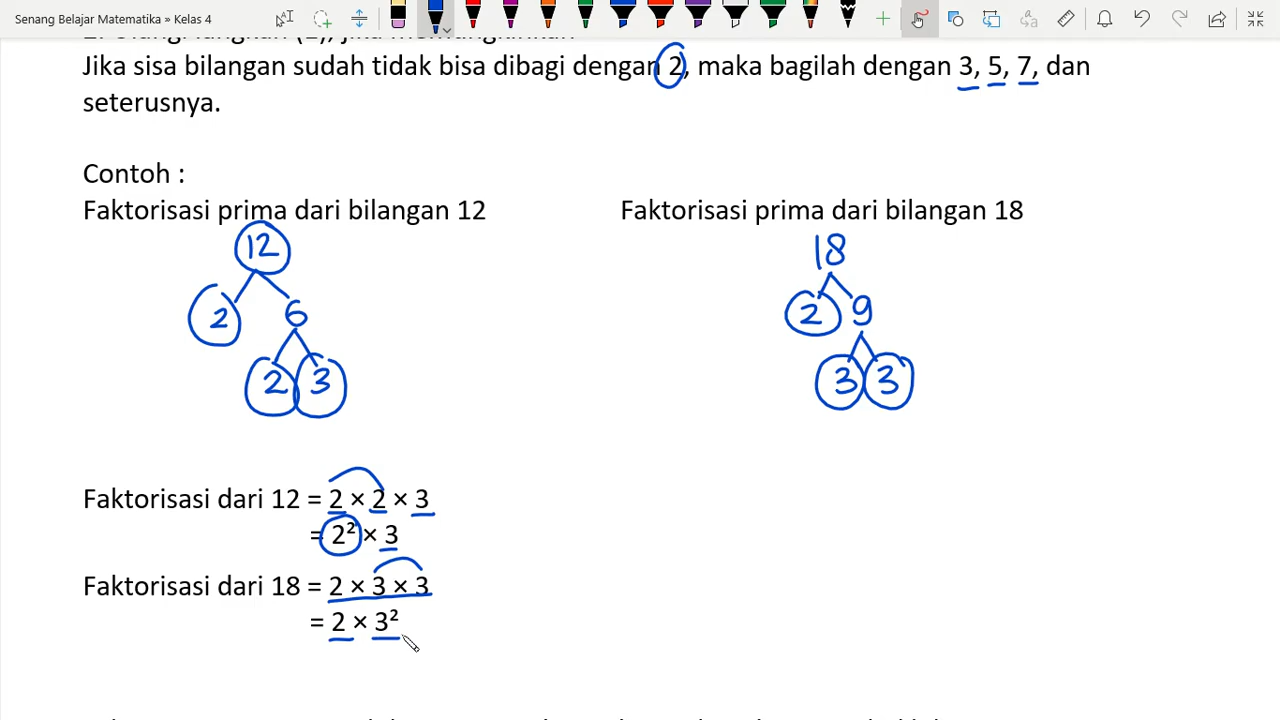 Senang Belajar Matematika » Kelas 4
Jika sisa bilangan sudah tidak bisa dibagi dengan 2, maka bagilah dengan 3, 5, 7, dan
seterusnya.
Contoh :
Faktorisasi prima dari bilangan 12
Faktorisasi prima dari bilangan 18
12
2 6
2 3
18
2 9
3 3
Faktorisasi dari 12 = 2 × 2 × 3
= 2² × 3
Faktorisasi dari 18 = 2 × 3 × 3
= 2 × 3²